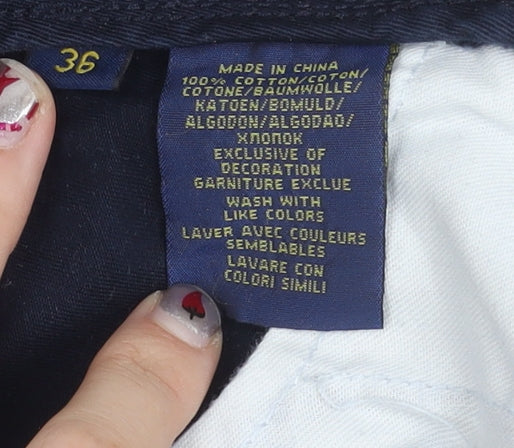 36
MADE IN CHINA
100% COTTON/COTON/
COTONE/BAUMWOLLE/
KATOEN/BOMULD/
ALGODON/ALGODAO/
ХЛОПОК
EXCLUSIVE OF
DECORATION
GARNITURE EXCLUE
WASH WITH
LIKE COLORS
LAVER AVEC COULEURS
SEMBLABLES
LAVARE CON
COLORI SIMILI